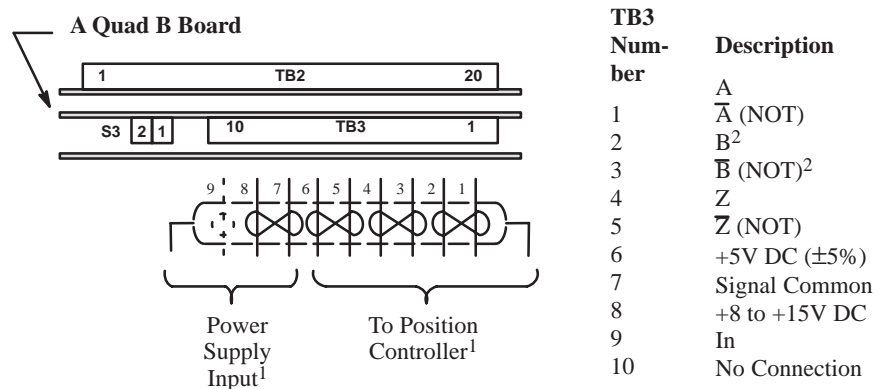 A Quad B Board
1 TB2 20
S3 2 1 10 TB3 1
9 8 7 6 5 4 3 2 1
Power
Supply
Input1
To Position
Controller1
TB3
Num-
ber Description
A
1 A̅ (NOT)
2 B²
3 B̅ (NOT)²
4 Z
5 Z̅ (NOT)
6 +5V DC (±5%)
7 Signal Common
8 +8 to +15V DC
9 In
10 No Connection